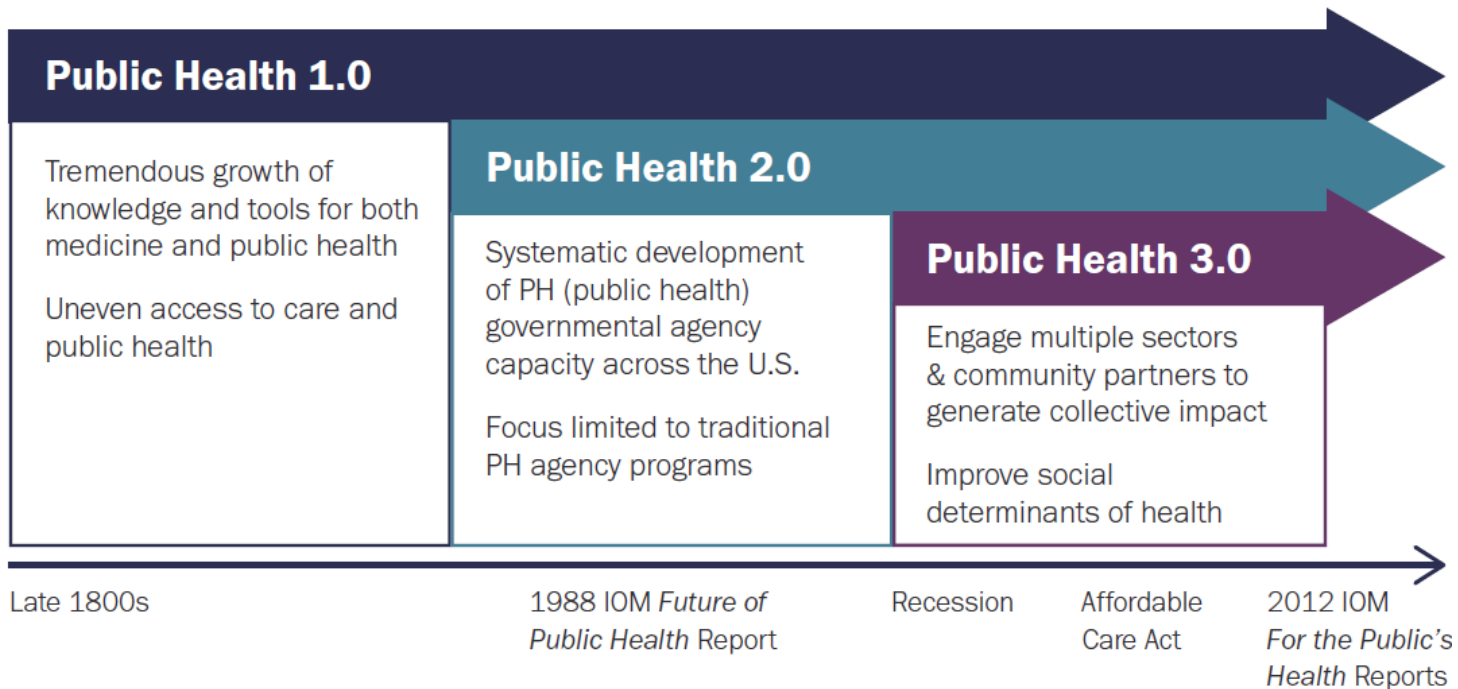 Public Health 1.0
Tremendous growth of
knowledge and tools for both
medicine and public health
Uneven access to care and
public health
Public Health 2.0
Systematic development
of PH (public health)
governmental agency
capacity across the U.S.
Focus limited to traditional
PH agency programs
Public Health 3.0
Engage multiple sectors
& community partners to
generate collective impact
Improve social
determinants of health
Late 1800s
1988 IOM Future of
Public Health Report
Recession
Affordable
Care Act
2012 IOM
For the Public's
Health Reports